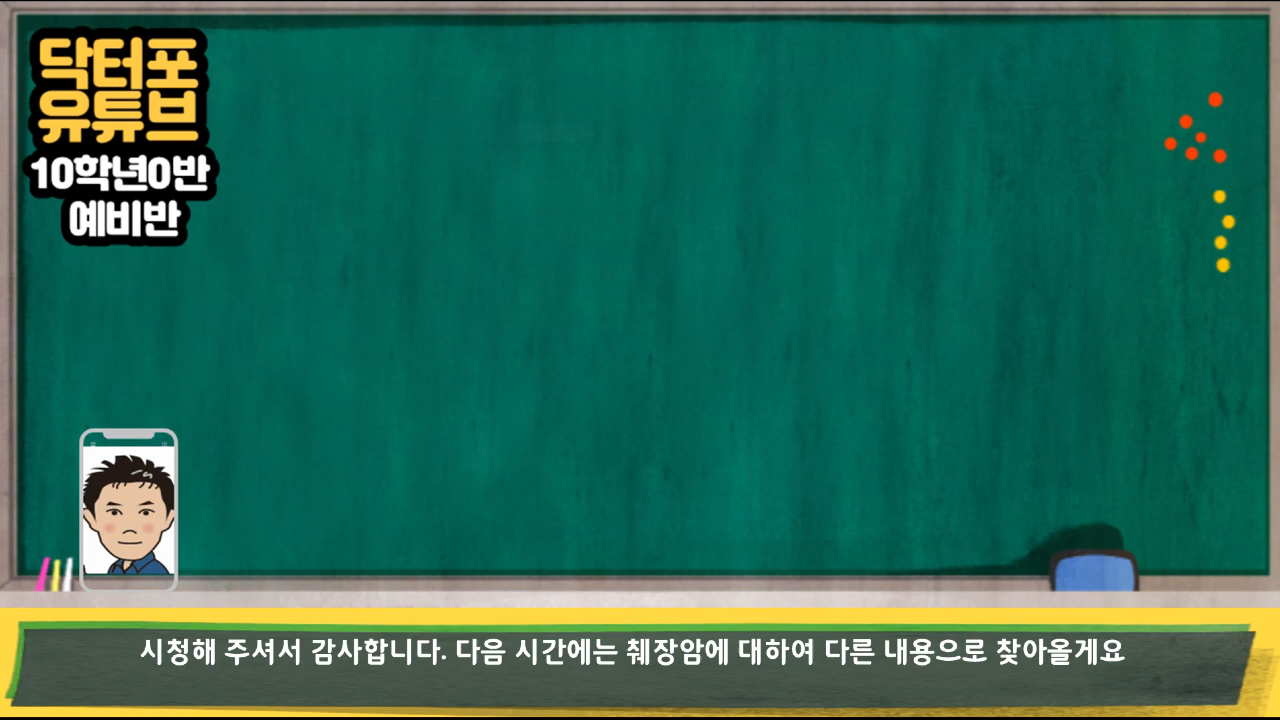 닥터포
유튜브
10학년0반
예비반
시청해 주셔서 감사합니다. 다음 시간에는 췌장암에 대하여 다른 내용으로 찾아올게요